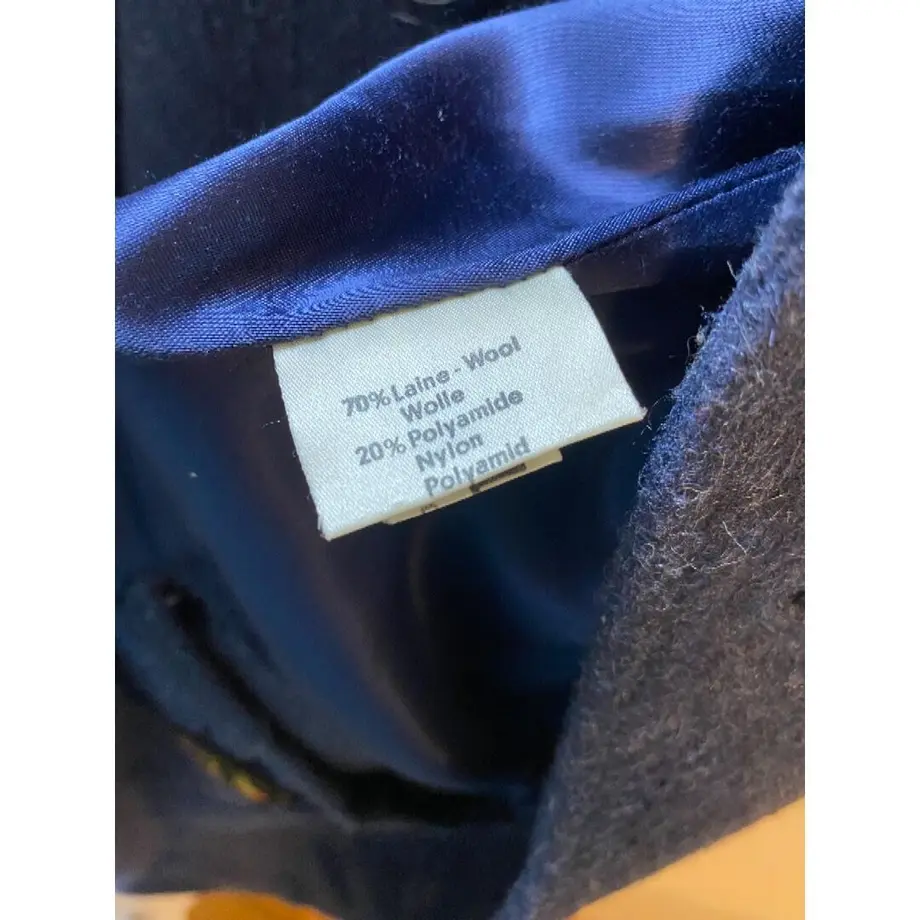 70% Laine - Wool
Wolle
20% Polyamide
Nylon
Polyamid